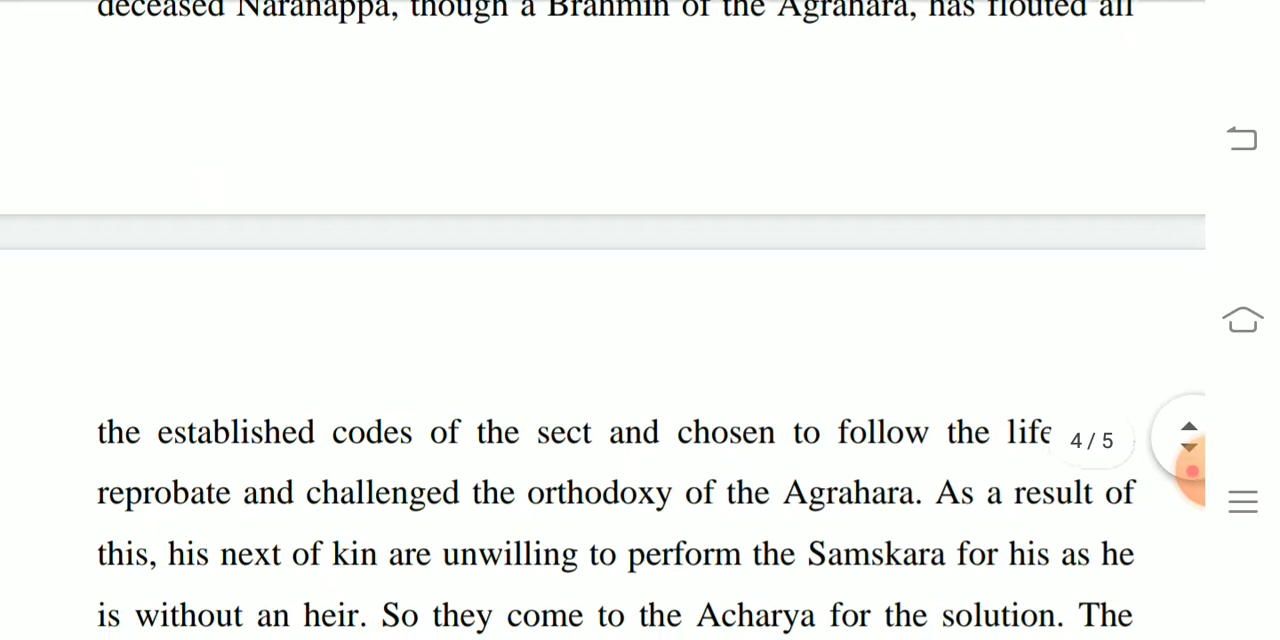 deceased Naranappa, though a Brahmin of the Agrahara, has flouted all
the established codes of the sect and chosen to follow the life
4 / 5
reprobate and challenged the orthodoxy of the Agrahara. As a result of
this, his next of kin are unwilling to perform the Samskara for his as he
is without an heir. So they come to the Acharya for the solution. The